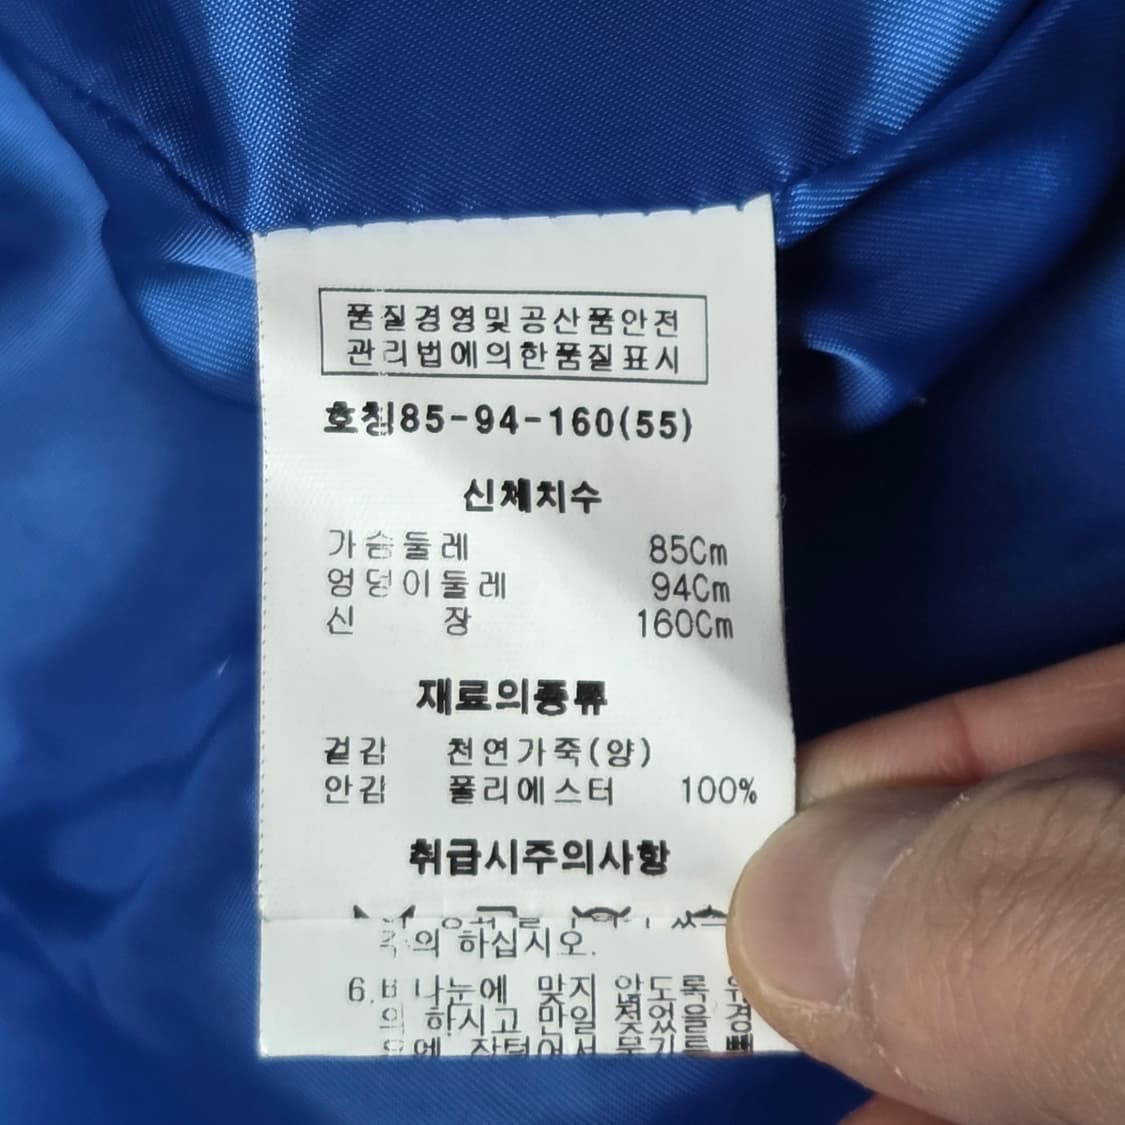 품질경영및공산품안전
관리법에의한품질표시
호칭85-94-160(55)
신체치수
가슴둘레 85Cm
엉덩이둘레 94Cm
신 장 160Cm
재료의종류
겉감 천연가죽(양)
안감 폴리에스터 100%
취급시주의사항
주의 하십시오.
6.비나눈에 맞지 않도록
의 하시고 만일 젖었을 경